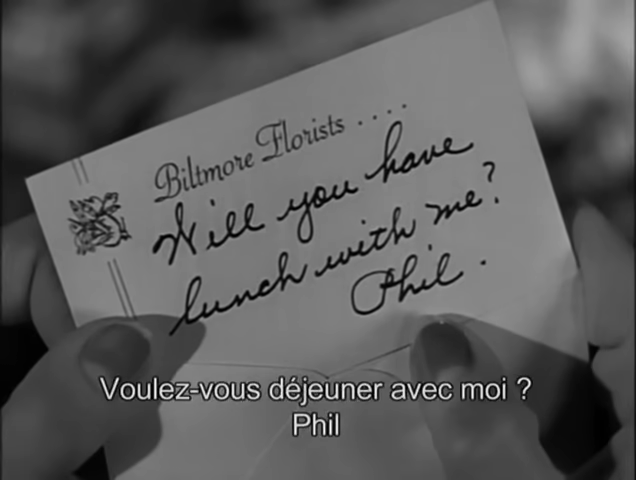 Biltmore Florists ....
Will you have
lunch with me?
Phil.
Voulez-vous déjeuner avec moi ?
Phil